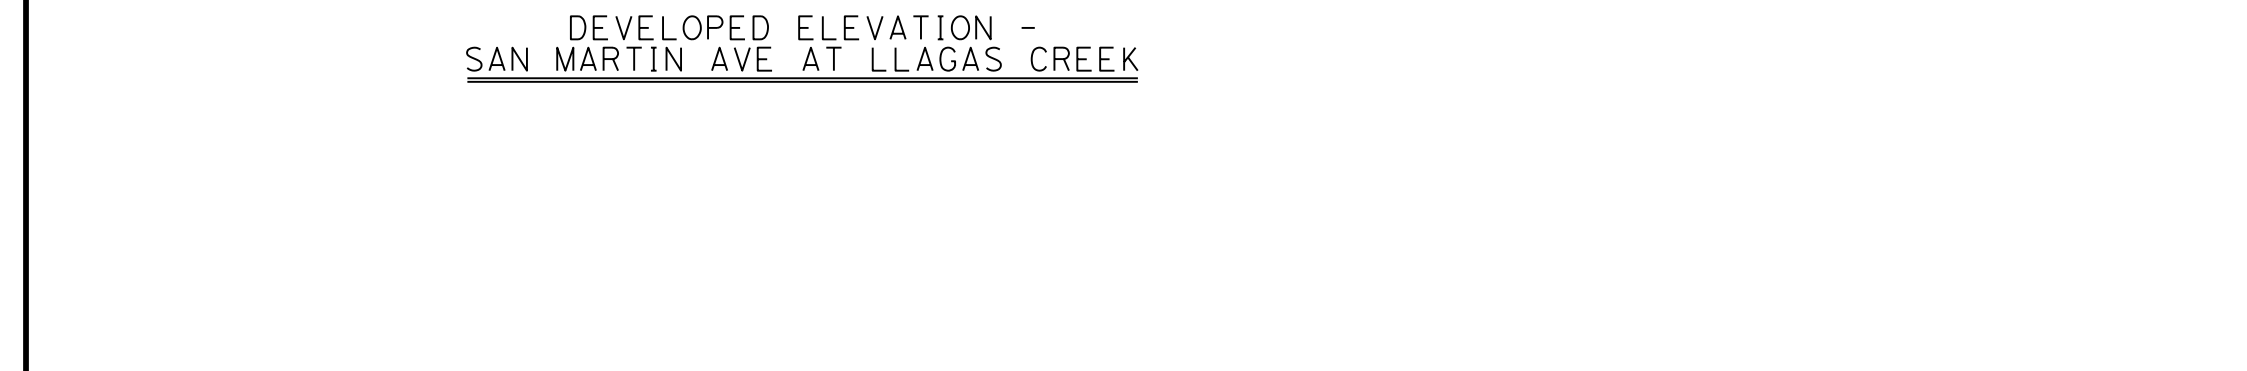 DEVELOPED ELEVATION -
SAN MARTIN AVE AT LLAGAS CREEK